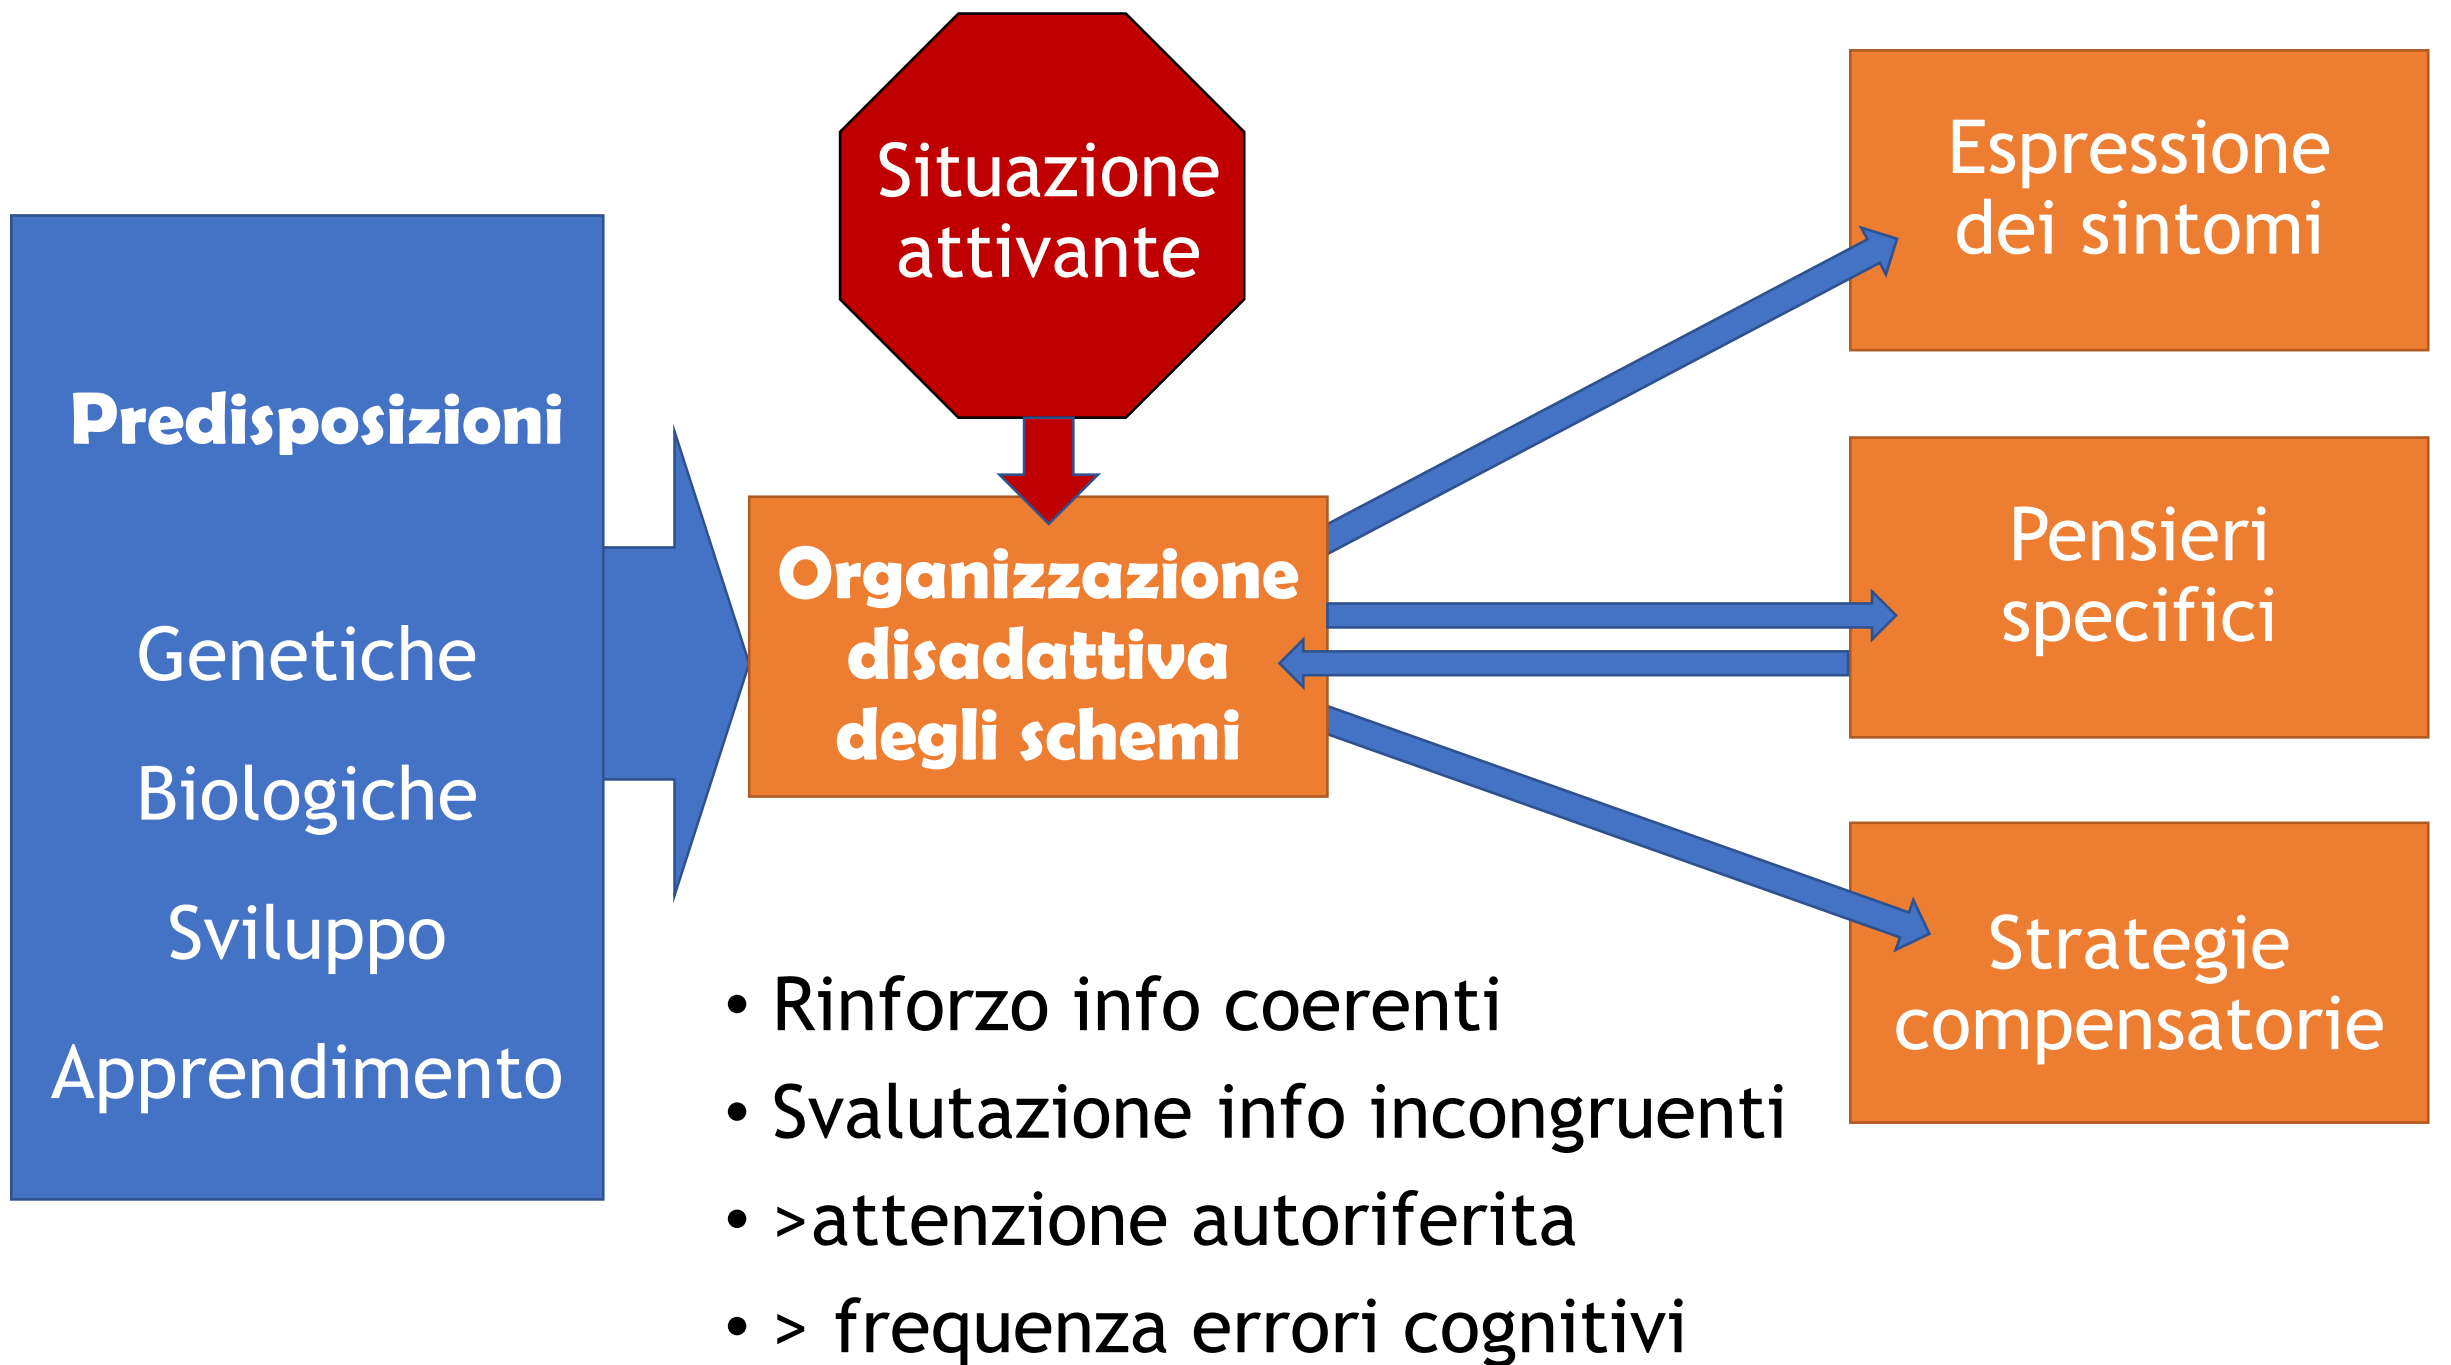 Predisposizioni
Genetiche
Biologiche
Sviluppo
Apprendimento
Situazione
attivante
Organizzazione
disadattiva
degli schemi
Espressione
dei sintomi
Pensieri
specifici
Strategie
compensatorie
• Rinforzo info coerenti
• Svalutazione info incongruenti
• >attenzione autoriferita
• > frequenza errori cognitivi